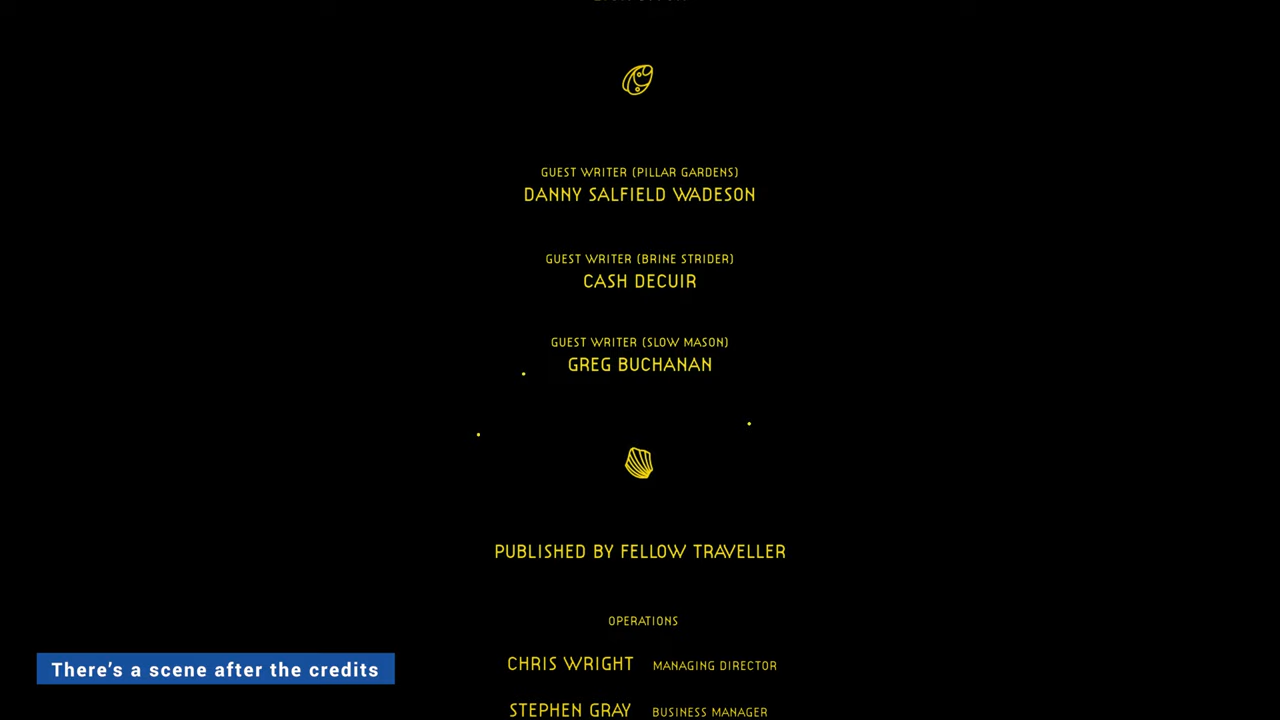 GUEST WRITER (PILLAR GARDENS)
DANNY SALFIELD WADESON
GUEST WRITER (BRINE STRIDER)
CASH DECUIR
GUEST WRITER (SLOW MASON)
GREG BUCHANAN
PUBLISHED BY FELLOW TRAVELLER
OPERATIONS
CHRIS WRIGHT MANAGING DIRECTOR
There's a scene after the credits
STEPHEN GRAY BUSINESS MANAGER